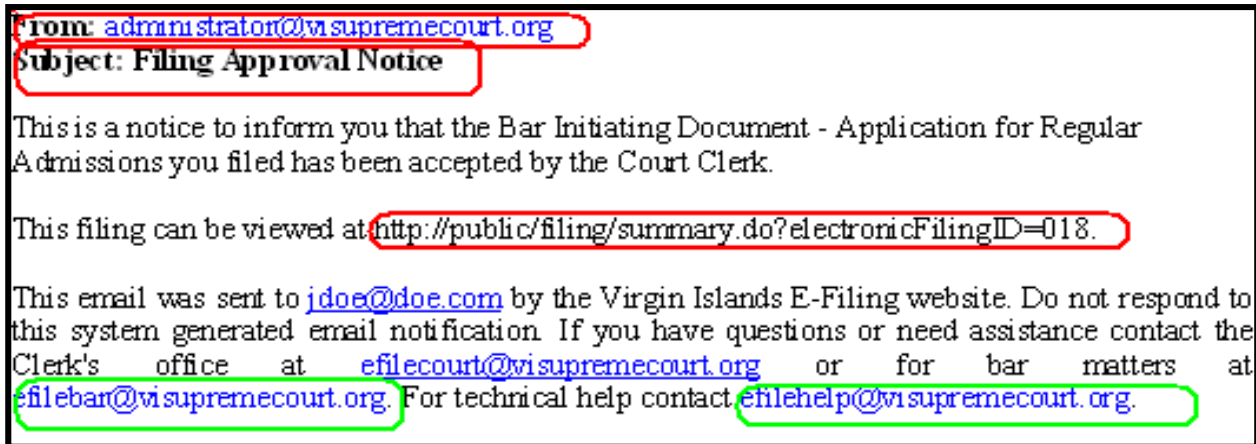 From: administrator@visupremecourt.org
Subject: Filing Approval Notice
This is a notice to inform you that the Bar Initiating Document - Application for Regular
Admissions you filed has been accepted by the Court Clerk.
This filing can be viewed at http://public/filing/summary.do?electronicFilingID=018.
This email was sent to jdoe@doe.com by the Virgin Islands E-Filing website. Do not respond to
this system generated email notification. If you have questions or need assistance contact the
Clerk's office at efilecourt@visupremecourt.org or for bar matters at
efilebar@visupremecourt.org. For technical help contact efilehelp@visupremecourt.org.